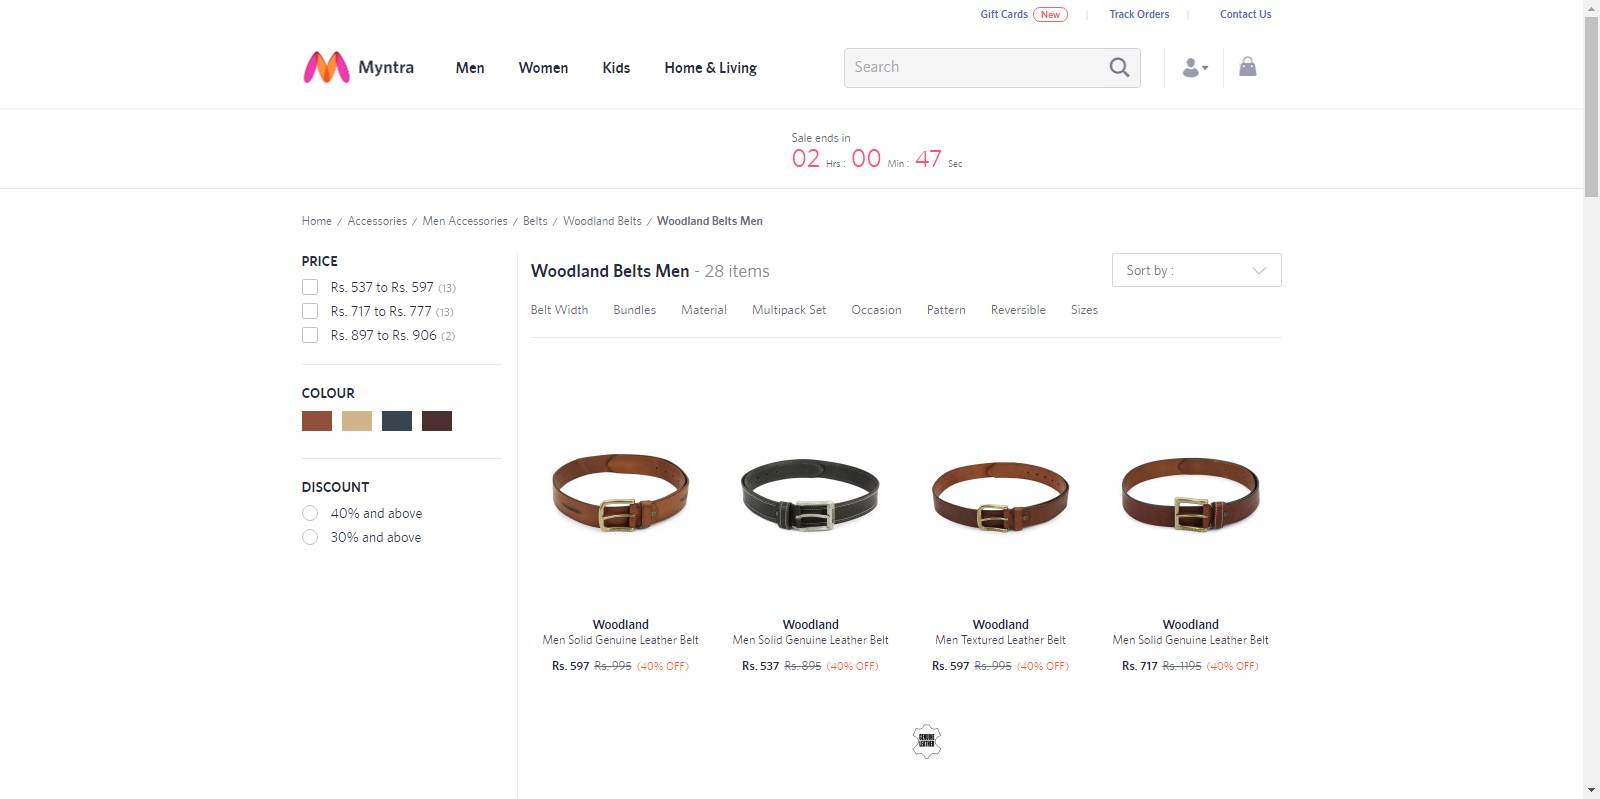 Gift Cards New Track Orders Contact Us
Myntra Men Women Kids Home & Living Search
Sale ends in
02 Hrs : 00 Min : 47 Sec
Home / Accessories / Men Accessories / Belts / Woodland Belts / Woodland Belts Men
PRICE
Rs. 537 to Rs. 597 (13)
Rs. 717 to Rs. 777 (13)
Rs. 897 to Rs. 906 (2)
COLOUR
DISCOUNT
40% and above
30% and above
Woodland Belts Men - 28 items
Sort by :
Belt Width Bundles Material Multipack Set Occasion Pattern Reversible Sizes
Woodland
Men Solid Genuine Leather Belt
Rs. 597 Rs. 995 (40% OFF)
Woodland
Men Solid Genuine Leather Belt
Rs. 537 Rs. 895 (40% OFF)
Woodland
Men Textured Leather Belt
Rs. 597 Rs. 995 (40% OFF)
Woodland
Men Solid Genuine Leather Belt
Rs. 717 Rs. 1195 (40% OFF)
GENUINE
LEATHER